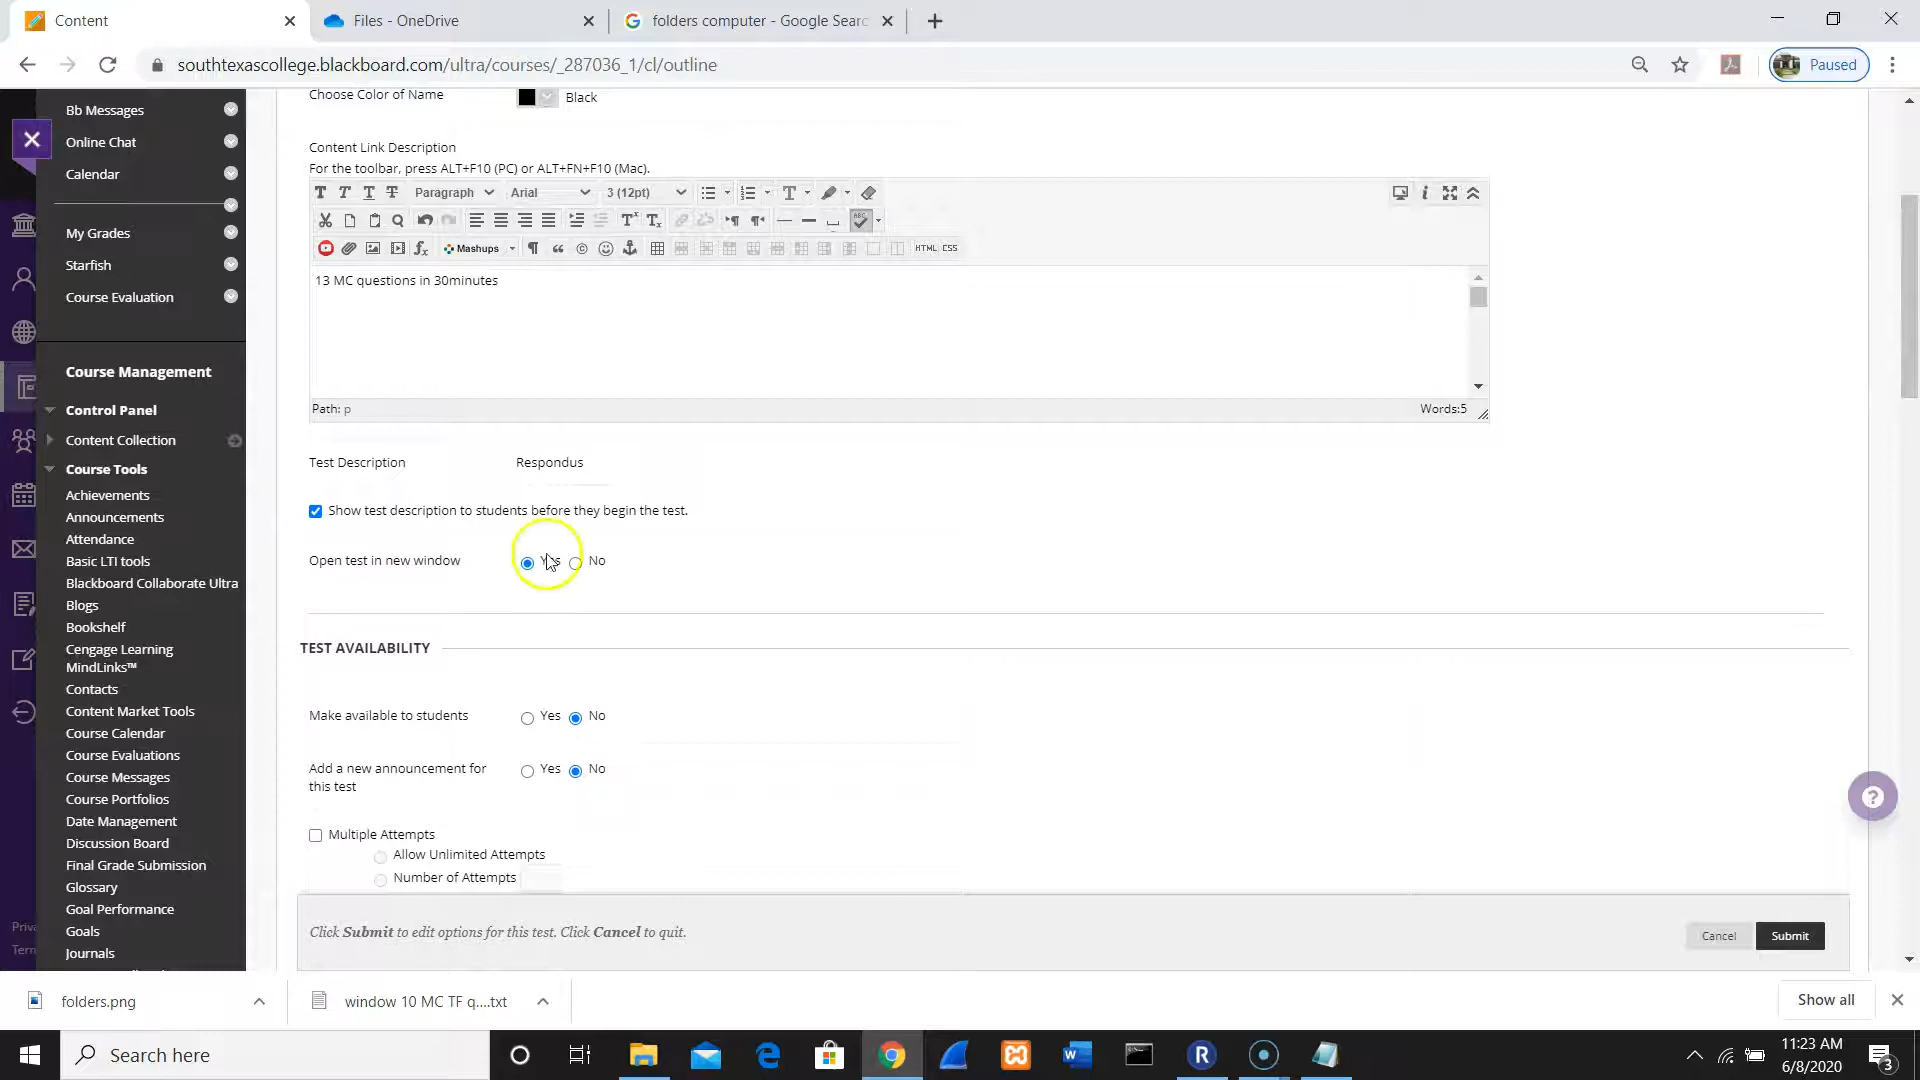 Content
Files - OneDrive
folders computer - Google Searc
southtexascollege.blackboard.com/ultra/courses/_287036_1/cl/outline
Paused
Bb Messages
Online Chat
Calendar
My Grades
Starfish
Course Evaluation
Course Management
Control Panel
Content Collection
Course Tools
Achievements
Announcements
Attendance
Basic LTI tools
Blackboard Collaborate Ultra
Blogs
Bookshelf
Cengage Learning
MindLinks™
Contacts
Content Market Tools
Course Calendar
Course Evaluations
Course Messages
Course Portfolios
Date Management
Discussion Board
Final Grade Submission
Glossary
Goal Performance
Goals
Journals
Priva
Term
Choose Color of Name
Black
Content Link Description
For the toolbar, press ALT+F10 (PC) or ALT+FN+F10 (Mac).
T T T T Paragraph Arial 3 (12pt)
Mashups HTML CSS
13 MC questions in 30minutes
Path: p
Words:5
Test Description
Respondus
Show test description to students before they begin the test.
Open test in new window
Yes No
TEST AVAILABILITY
Make available to students
Yes No
Add a new announcement for
this test
Yes No
Multiple Attempts
Allow Unlimited Attempts
Number of Attempts
Click Submit to edit options for this test. Click Cancel to quit.
Cancel
Submit
folders.png
window 10 MC TF q....txt
Show all
Search here
11:23 AM
6/8/2020
3